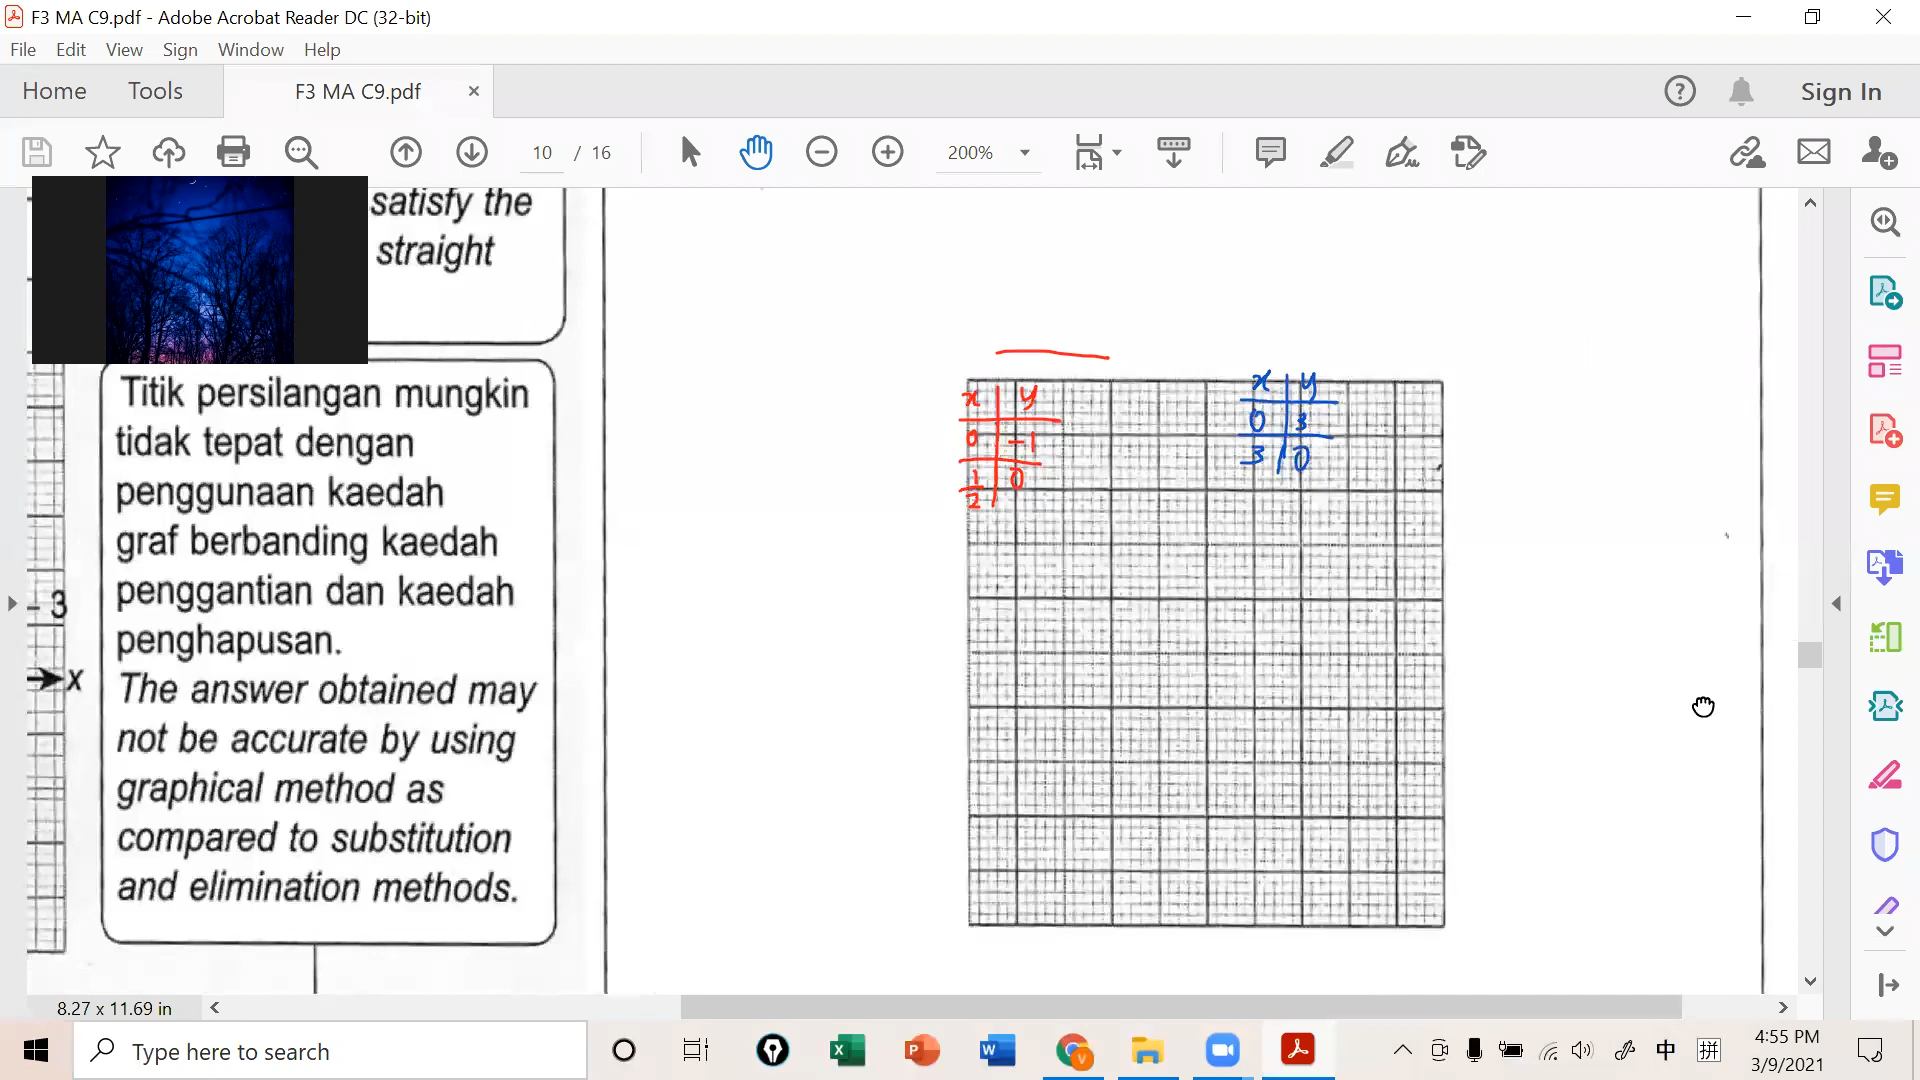 F3 MA C9.pdf - Adobe Acrobat Reader DC (32-bit)
File Edit View Sign Window Help
Home Tools F3 MA C9.pdf × Sign In
10 / 16 200%
satisfy the
straight
Titik persilangan mungkin
tidak tepat dengan
penggunaan kaedah
graf berbanding kaedah
penggantian dan kaedah
penghapusan.
The answer obtained may
not be accurate by using
graphical method as
compared to substitution
and elimination methods.
- 3
x
x y
0 -1
1/2 0
x y
0 3
3 0
8.27 x 11.69 in
Type here to search
中 拼
4:55 PM
3/9/2021